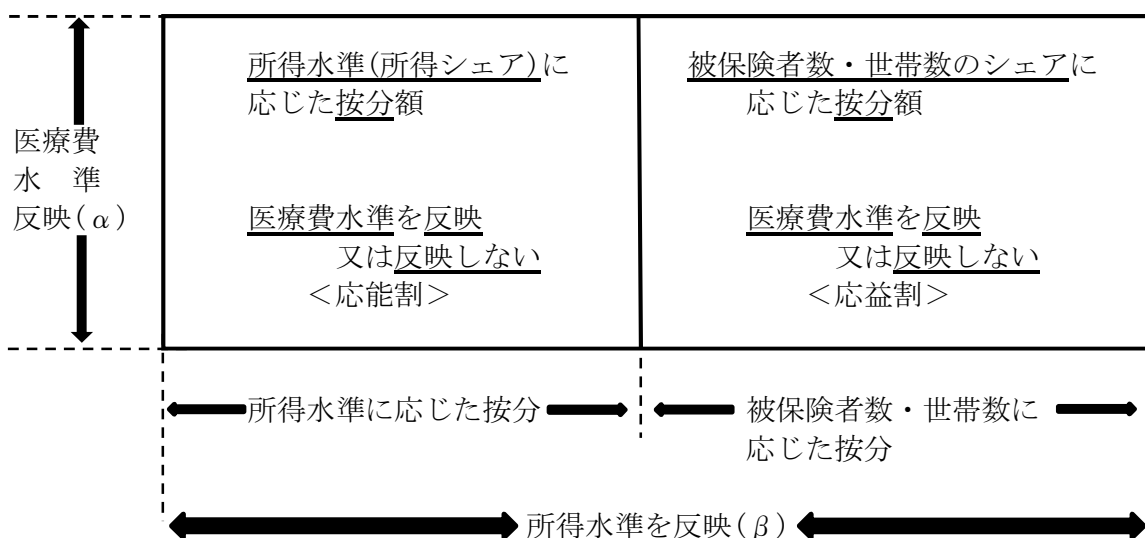 所得水準(所得シェア)に
応じた按分額
被保険者数・世帯数のシェアに
応じた按分額
医療費
水　準
反映(α)
医療費水準を反映
又は反映しない
＜応能割＞
医療費水準を反映
又は反映しない
＜応益割＞
所得水準に応じた按分
被保険者数・世帯数に
応じた按分
所得水準を反映(β)